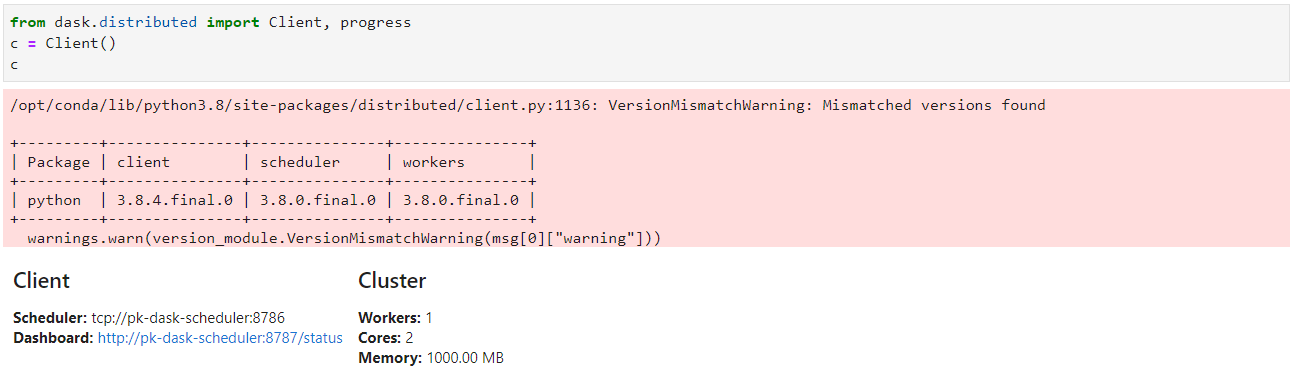 from dask.distributed import Client, progress
c = Client()
c
/opt/conda/lib/python3.8/site-packages/distributed/client.py:1136: VersionMismatchWarning: Mismatched versions found
+---------+---------------+---------------+---------------+
| Package | client        | scheduler     | workers       |
+---------+---------------+---------------+---------------+
| python  | 3.8.4.final.0 | 3.8.0.final.0 | 3.8.0.final.0 |
+---------+---------------+---------------+---------------+
  warnings.warn(version_module.VersionMismatchWarning(msg[0]["warning"]))
Client
Scheduler: tcp://pk-dask-scheduler:8786
Dashboard: http://pk-dask-scheduler:8787/status
Cluster
Workers: 1
Cores: 2
Memory: 1000.00 MB